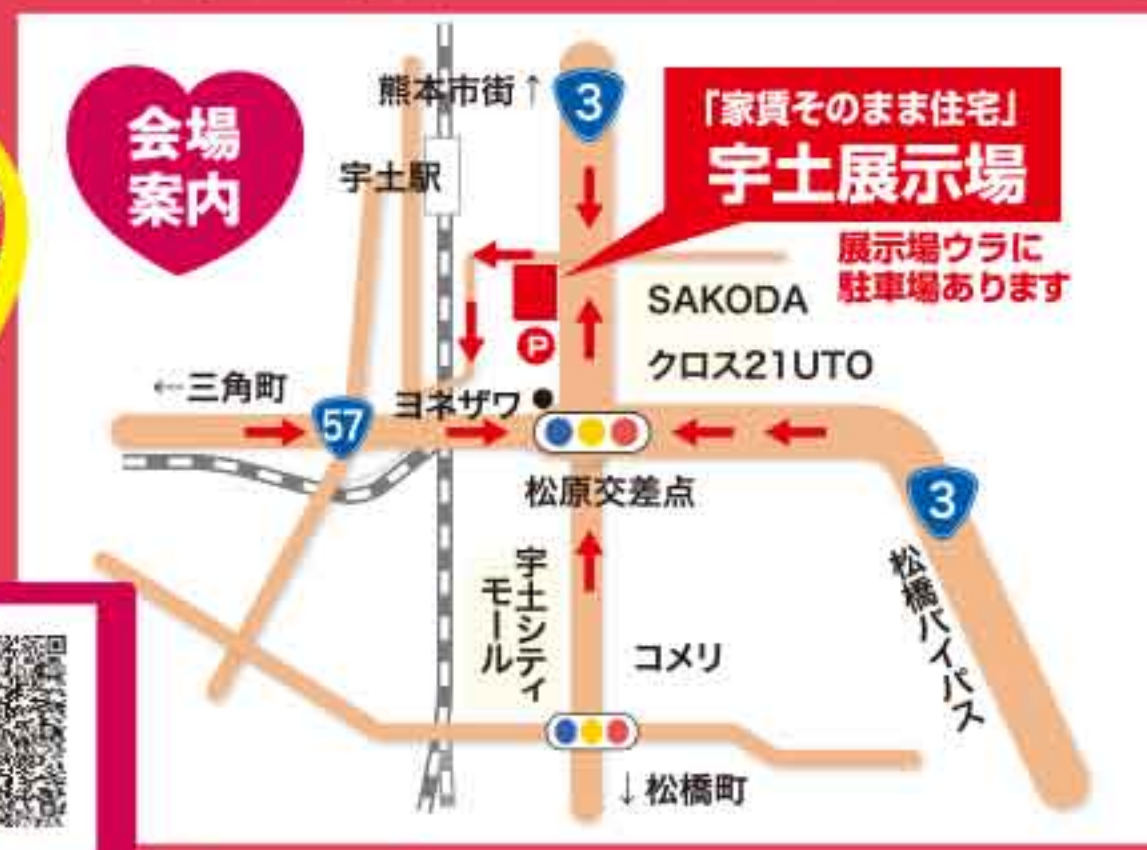 会場
案内
熊本市街↑
3
「家賃そのまま住宅」
宇土展示場
宇土駅
展示場ウラに
駐車場あります
SAKODA
P
クロス21UTO
←三角町
ヨネザワ
57
松原交差点
3
宇土シティ
モール
コメリ
松橋バイパス
↓松橋町